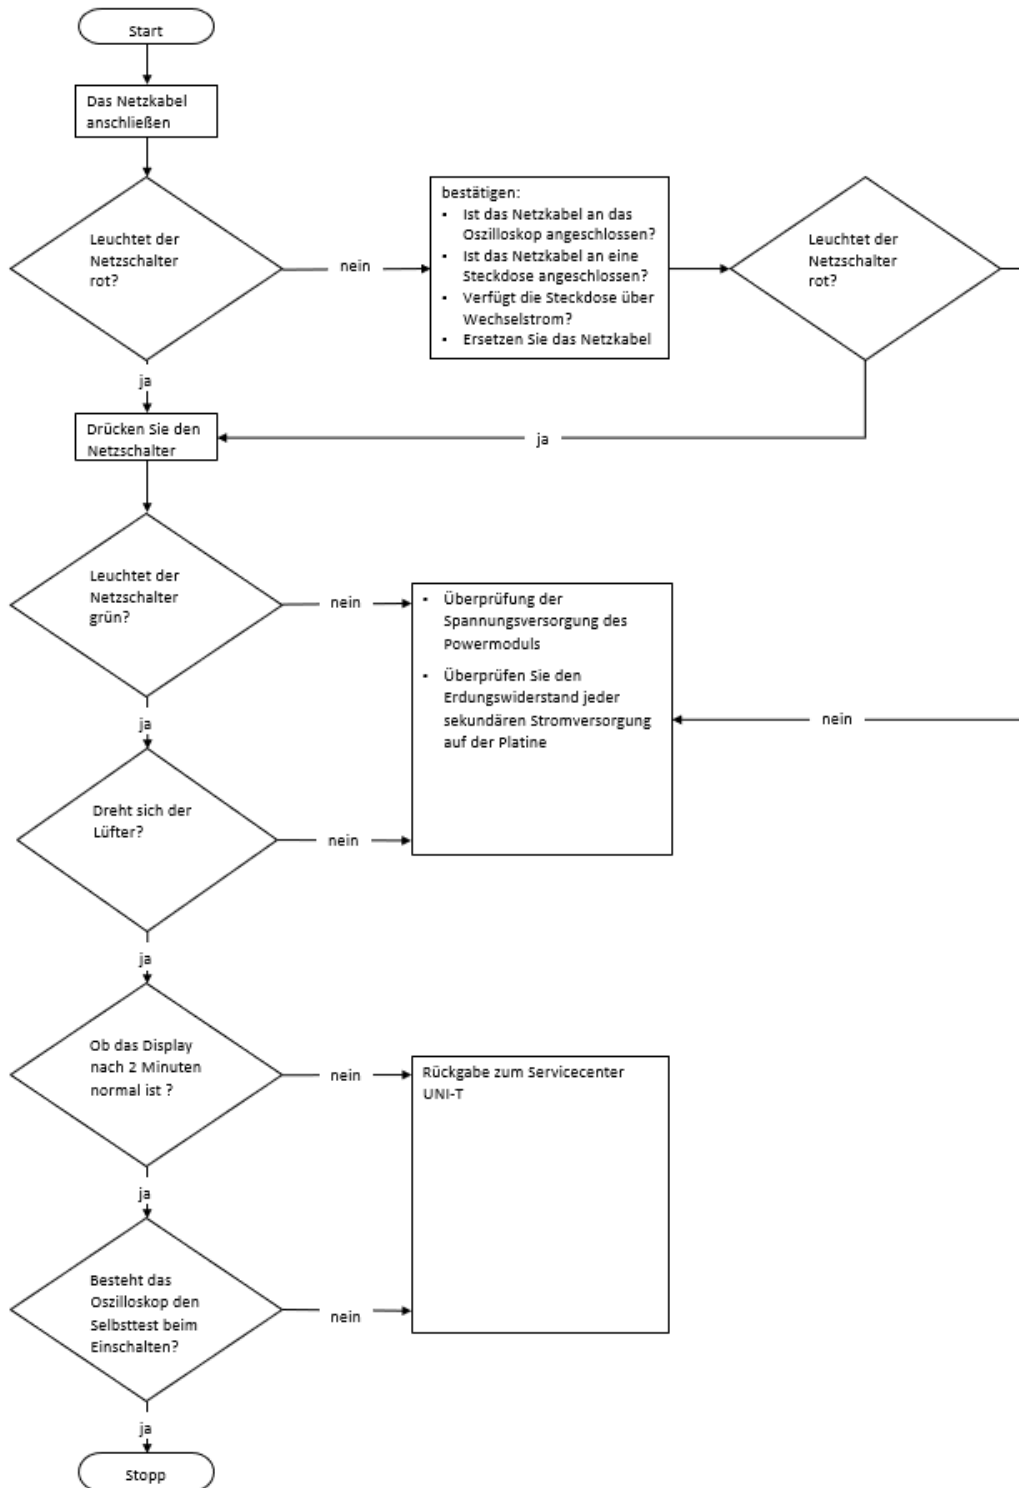 Start
Das Netzkabel
anschließen
Leuchtet der
Netzschalter
rot?
nein
bestätigen:
▪ Ist das Netzkabel an das
Oszilloskop angeschlossen?
▪ Ist das Netzkabel an eine
Steckdose angeschlossen?
▪ Verfügt die Steckdose über
Wechselstrom?
▪ Ersetzen Sie das Netzkabel
Leuchtet der
Netzschalter
rot?
ja
Drücken Sie den
Netzschalter
ja
Leuchtet der
Netzschalter
grün?
nein
▪ Überprüfung der
Spannungsversorgung des
Powermoduls
▪ Überprüfen Sie den
Erdungswiderstand jeder
sekundären Stromversorgung
auf der Platine
nein
ja
Dreht sich der
Lüfter?
nein
ja
Ob das Display
nach 2 Minuten
normal ist ?
nein
Rückgabe zum Servicecenter
UNI-T
ja
Besteht das
Oszilloskop den
Selbsttest beim
Einschalten?
nein
ja
Stopp